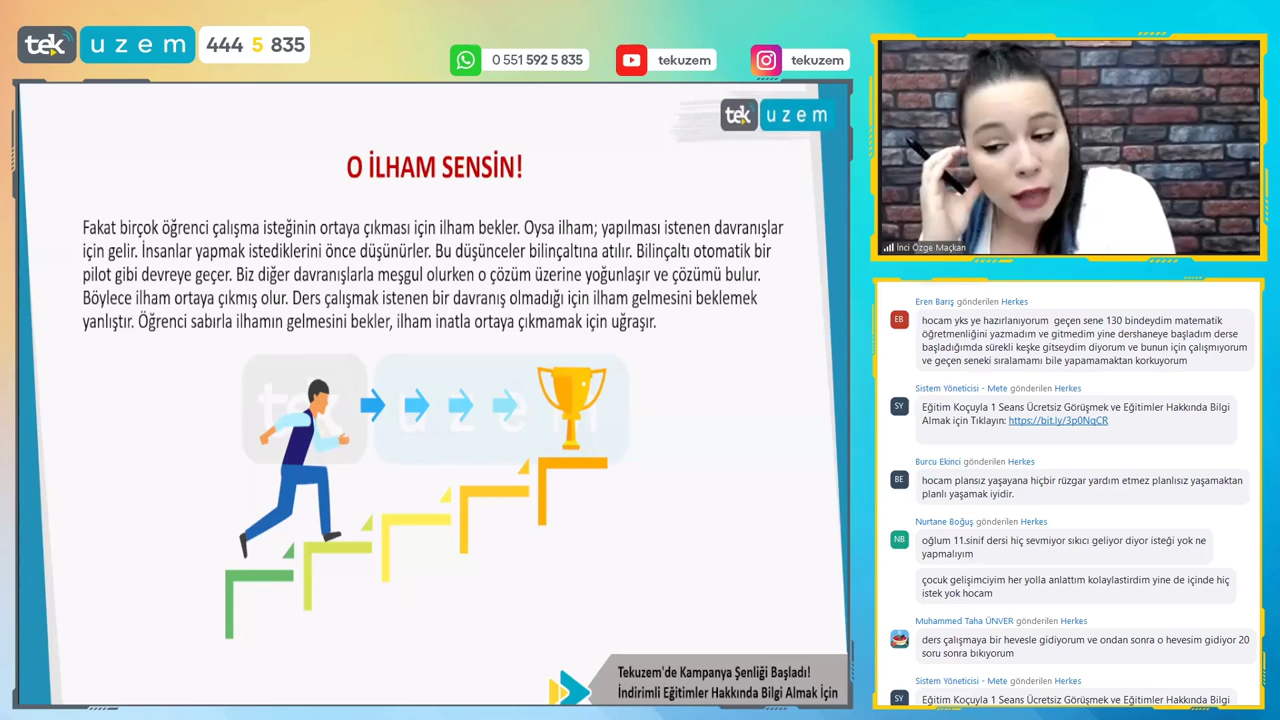 tek uzem 444 5 835
0 551 592 5 835
tekuzem
tekuzem
tek uzem
O İLHAM SENSİN!
Fakat birçok öğrenci çalışma isteğinin ortaya çıkması için ilham bekler. Oysa ilham; yapılması istenen davranışlar
için gelir. İnsanlar yapmak istediklerini önce düşünürler. Bu düşünceler bilinçaltına atılır. Bilinçaltı otomatik bir
pilot gibi devreye geçer. Biz diğer davranışlarla meşgul olurken o çözüm üzerine yoğunlaşır ve çözümü bulur.
Böylece ilham ortaya çıkmış olur. Ders çalışmak istenen bir davranış olmadığı için ilham gelmesini beklemek
yanlıştır. Öğrenci sabırla ilhamın gelmesini bekler, ilham inatla ortaya çıkmamak için uğraşır.
tek uzem
Tekuzem'de Kampanya Şenliği Başladı!
İndirimli Eğitimler Hakkında Bilgi Almak İçin
İnci Özge Maçkan
Eren Barış gönderilen Herkes
EB
hocam yks ye hazırlanıyorum geçen sene 130 bindeydim matematik
öğretmenliğini yazmadım ve gitmedim yine dershaneye başladım derse
başladığımda sürekli keşke gitseydim diyorum ve bunun için çalışmıyorum
ve geçen seneki sıralamamı bile yapamamaktan korkuyorum
Sistem Yöneticisi - Mete gönderilen Herkes
SY
Eğitim Koçuyla 1 Seans Ücretsiz Görüşmek ve Eğitimler Hakkında Bilgi
Almak için Tıklayın: https://bit.ly/3p0NqCR
Burcu Ekinci gönderilen Herkes
BE
hocam plansız yaşayana hiçbir rüzgar yardım etmez planlısız yaşamaktan
planlı yaşamak iyidir.
Nurtane Boğuş gönderilen Herkes
NB
oğlum 11.sinif dersi hiç sevmiyor sıkıcı geliyor diyor isteği yok ne
yapmalıyım
çocuk gelişimciyim her yolla anlattım kolaylastirdim yine de içinde hiç
istek yok hocam
Muhammed Taha ÜNVER gönderilen Herkes
ders çalışmaya bir hevesle gidiyorum ve ondan sonra o hevesim gidiyor 20
soru sonra bıkıyorum
Sistem Yöneticisi - Mete gönderilen Herkes
SY
Eğitim Koçuyla 1 Seans Ücretsiz Görüşmek ve Eğitimler Hakkında Bilgi